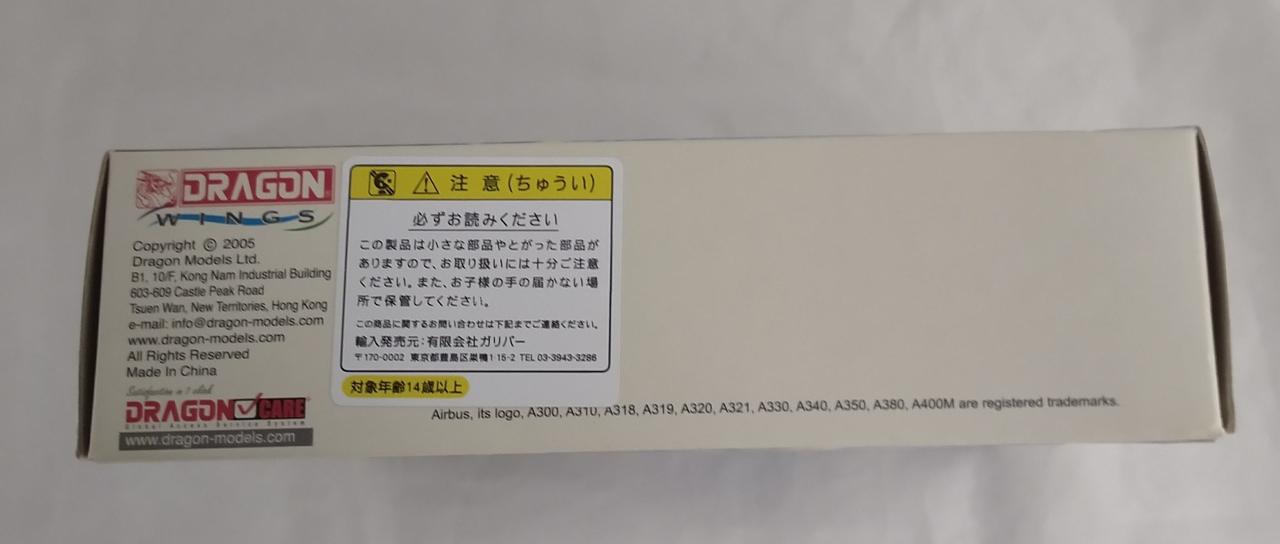 DRAGON
WINGS
Copyright © 2005
Dragon Models Ltd.
B1, 10/F, Kong Nam Industrial Building
603-609 Castle Peak Road
Tsuen Wan, New Territories, Hong Kong
e-mail: info@dragon-models.com
www.dragon-models.com
All Rights Reserved
Made In China
Satisfaction in 1 click
DRAGON CARE
Global Access Service System
www.dragon-models.com
注 意(ちゅうい)
必ずお読みください
この製品は小さな部品やとがった部品が
ありますので、お取り扱いには十分ご注意
ください。また、お子様の手の届かない場
所で保管してください。
この商品に関するお問い合わせは下記までご連絡ください。
輸入発売元:有限会社ガリバー
〒170-0002 東京都豊島区巣鴨1-15-2 TEL 03-3943-3286
対象年齢14歳以上
Airbus, its logo, A300, A310, A318, A319, A320, A321, A330, A340, A350, A380, A400M are registered trademarks.